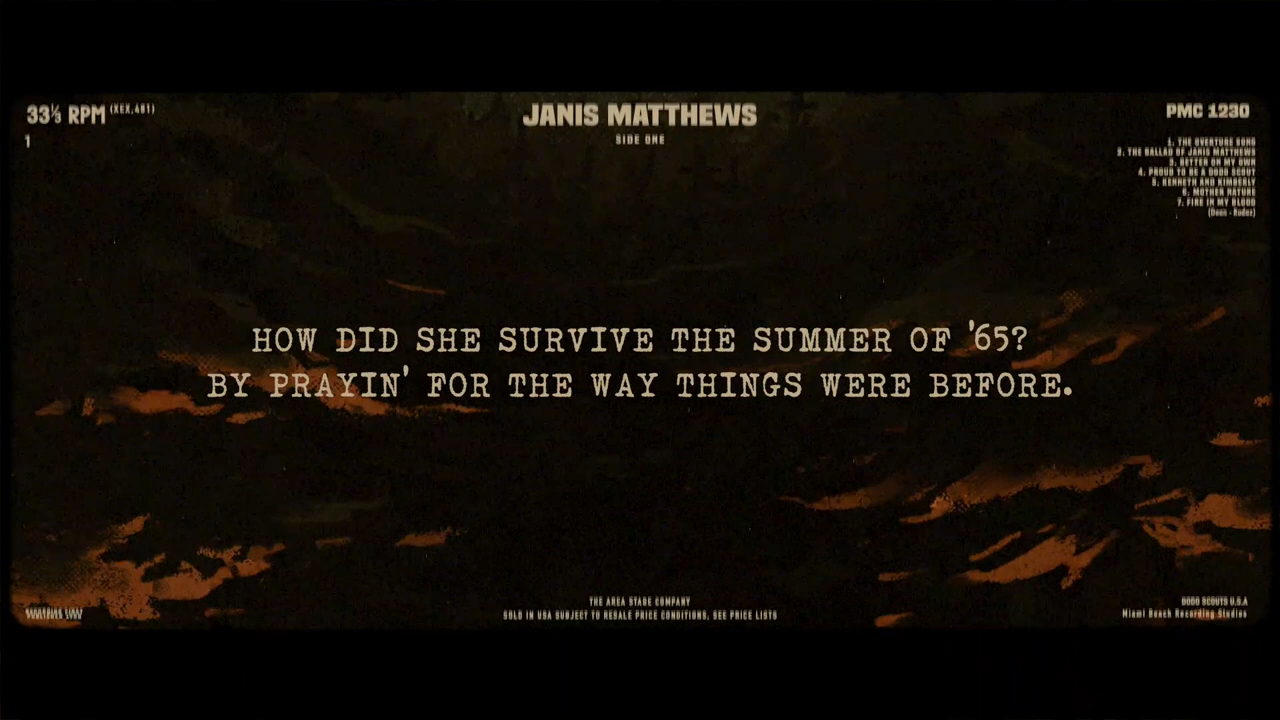 33⅓ RPM (XEX.481)
JANIS MATTHEWS
PMC 1230
1
SIDE ONE
1. THE OVERTURE SONG
2. THE BALLAD OF JANIS MATTHEWS
3. BETTER ON MY OWN
4. PROUD TO BE A DODO SCOUT
5. KENNETH AND KIMBERLY
6. MOTHER NATURE
7. FIRE IN MY BLOOD
HOW DID SHE SURVIVE THE SUMMER OF '65?
BY PRAYIN' FOR THE WAY THINGS WERE BEFORE.
THE AREA STAGE COMPANY
SOLD IN USA SUBJECT TO RESALE PRICE CONDITIONS, SEE PRICE LISTS
DODO SCOUTS U.S.A
Miami Beach Recording Studios